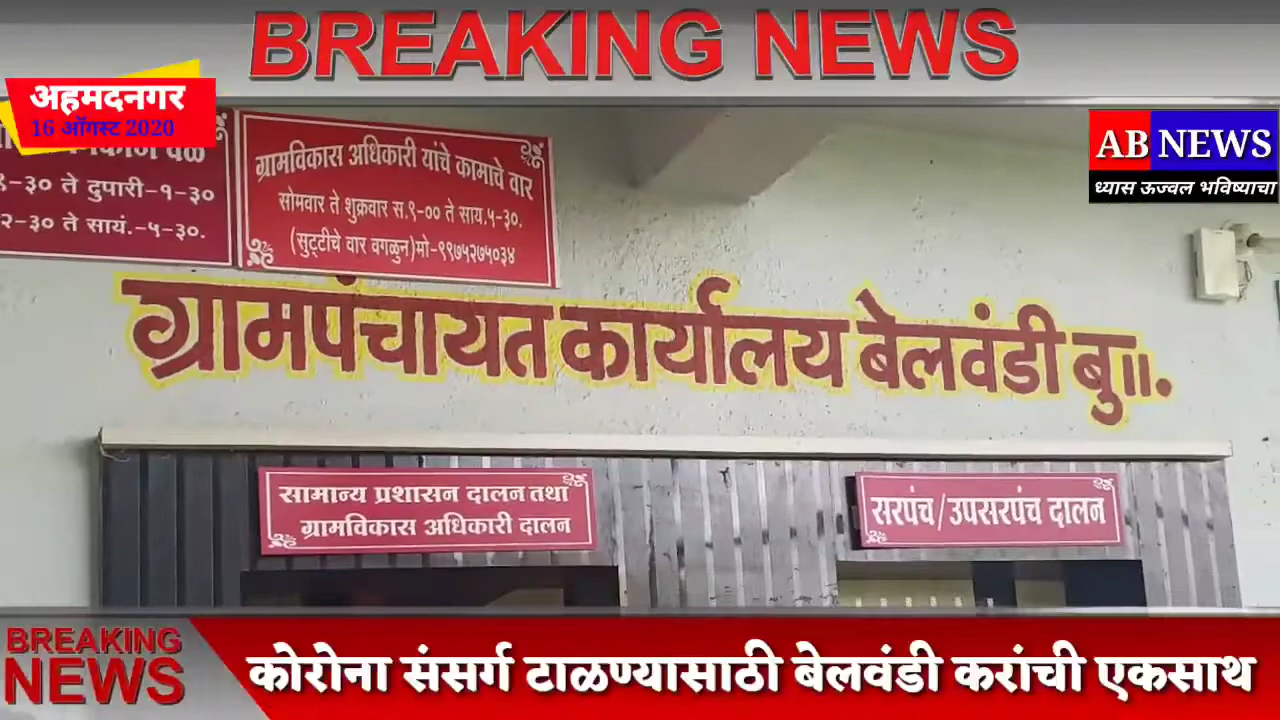 BREAKING NEWS
अहमदनगर
16 ऑगस्ट 2020
AB NEWS
ध्यास ऊज्वल भविष्याचा
९-३० ते दुपारी-१-३०
२-३० ते सायं.-५-३०.
ग्रामविकास अधिकारी यांचे कामाचे वार
सोमवार ते शुक्रवार स.९-०० ते साय.५-३०.
(सुट्टीचे वार वगळुन)मो-९९७५२७५०३४
ग्रामपंचायत कार्यालय बेलवंडी बु॥.
सामान्य प्रशासन दालन तथा
ग्रामविकास अधिकारी दालन
सरपंच/उपसरपंच दालन
BREAKING
NEWS
कोरोना संसर्ग टाळण्यासाठी बेलवंडी करांची एकसाथ